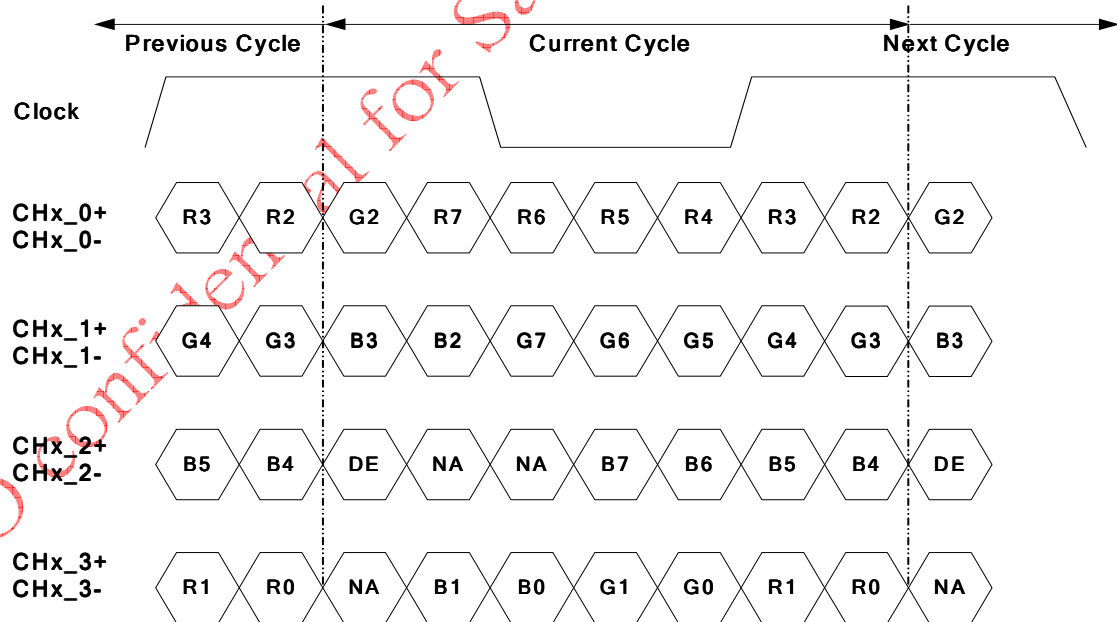 Previous Cycle Current Cycle Next Cycle
Clock
CHx_0+
CHx_0-
R3 R2 G2 R7 R6 R5 R4 R3 R2 G2
CHx_1+
CHx_1-
G4 G3 B3 B2 G7 G6 G5 G4 G3 B3
CHx_2+
CHx_2-
B5 B4 DE NA NA B7 B6 B5 B4 DE
CHx_3+
CHx_3-
R1 R0 NA B1 B0 G1 G0 R1 R0 NA
for